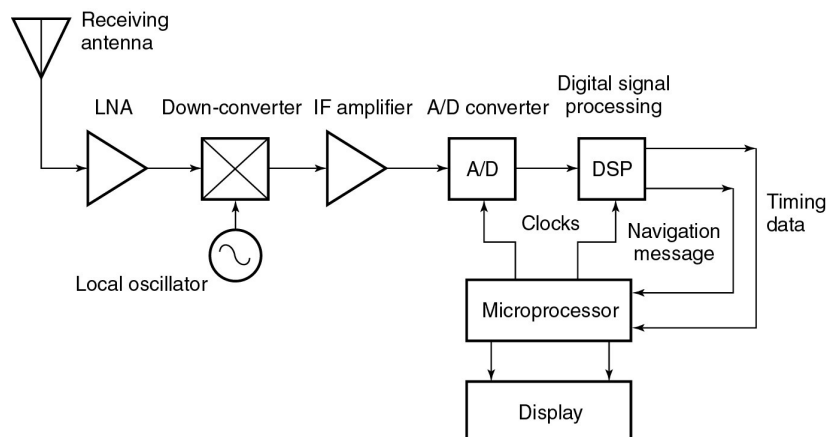 Receiving
antenna
LNA
Down-converter
IF amplifier
A/D converter
Digital signal
processing
A/D
DSP
Timing
data
Clocks
Navigation
message
Local oscillator
Microprocessor
Display